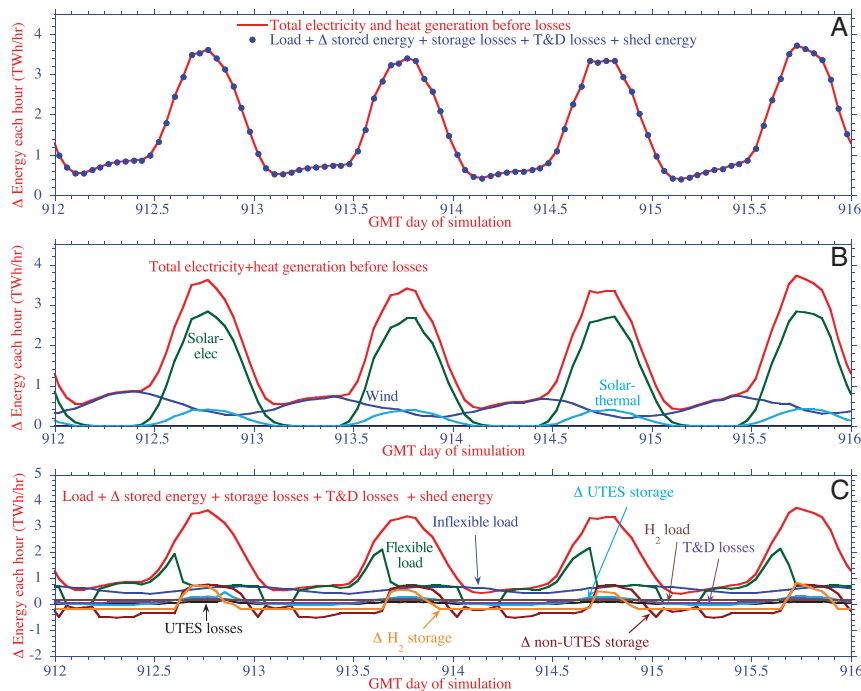 A
Total electricity and heat generation before losses
Load + Δ stored energy + storage losses + T&D losses + shed energy
Δ Energy each hour (TWh/hr)
4
3
2
1
0
912 912.5 913 913.5 914 914.5 915 915.5 916
GMT day of simulation
B
Total electricity+heat generation before losses
Δ Energy each hour (TWh/hr)
4
3
2
1
0
Solar-
elec
Wind
Solar-
thermal
912 912.5 913 913.5 914 914.5 915 915.5 916
GMT day of simulation
C
Load + Δ stored energy + storage losses + T&D losses + shed energy
Δ Energy each hour (TWh/hr)
5
4
3
2
1
0
-1
-2
Δ UTES storage
Inflexible load
H2 load
T&D losses
Flexible
load
UTES losses
Δ H2 storage
Δ non-UTES storage
912 912.5 913 913.5 914 914.5 915 915.5 916
GMT day of simulation